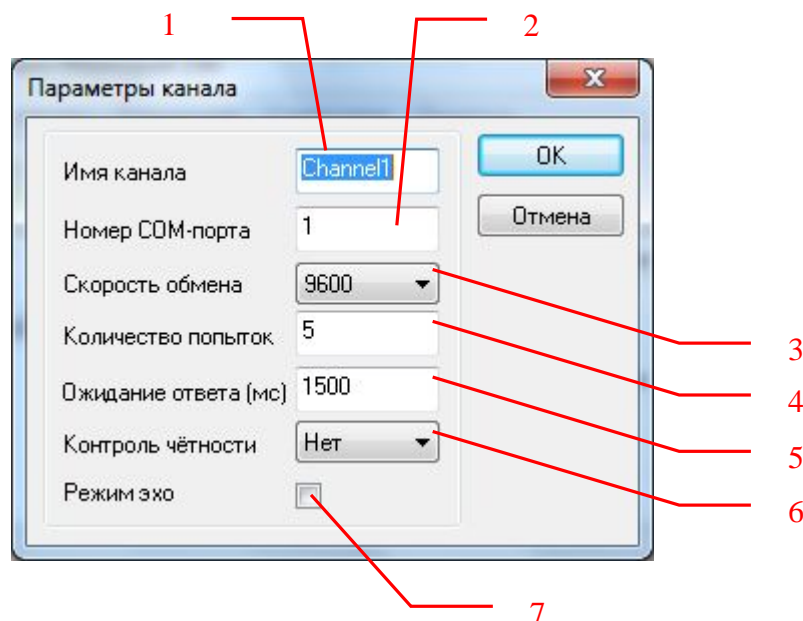 1 2
Параметры канала
Имя канала Channel1 OK
Номер COM-порта 1 Отмена
Скорость обмена 9600
3
Количество попыток 5
4
Ожидание ответа (мс) 1500
5
Контроль чётности Нет
6
Режим эхо
7